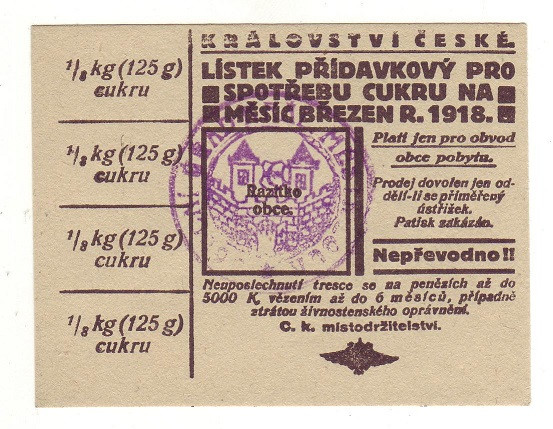 1/8 kg (125 g)
cukru
1/8 kg (125 g)
cukru
1/8 kg (125 g)
cukru
1/8 kg (125 g)
cukru
KRÁLOVSTVÍ ČESKÉ.
LÍSTEK PŘÍDAVKOVÝ PRO
SPOTŘEBU CUKRU NA
MĚSÍC BŘEZEN R. 1918.
Razítko
obce.
Platí jen pro obvod
obce pobytu.
Prodej dovolen jen od-
dělí-li se přiměřený
ústřižek.
Patisk zakázán.
Nepřevodno!!
Neuposlechnutí tresce se na penězích až do
5000 K, vězením až do 6 měsíců, případně
ztrátou živnostenského oprávnění.
C. k. místodržitelství.